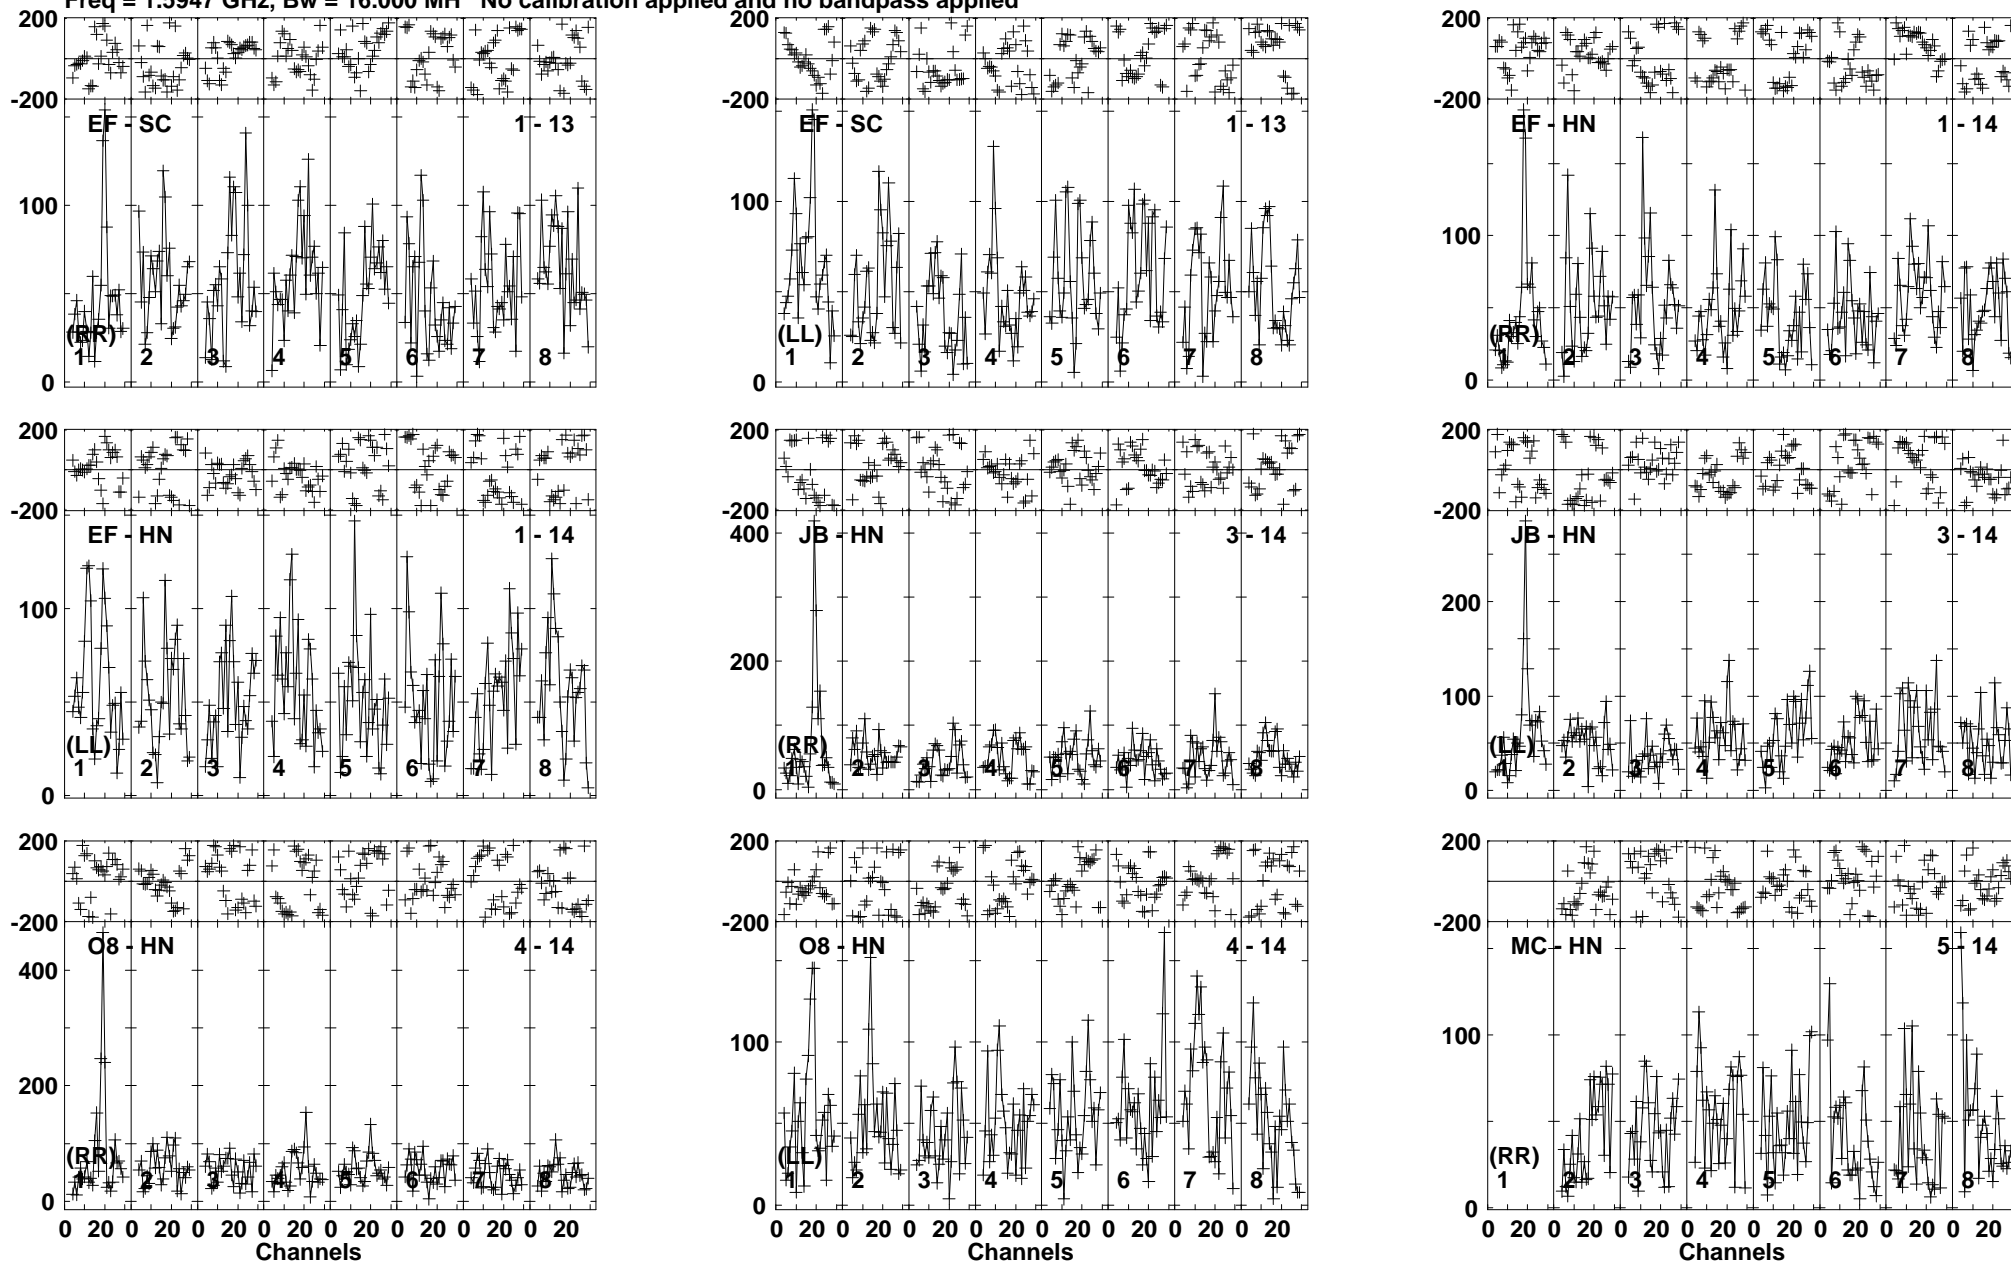 Freq = 1.5947 GHz, Bw = 16.000 MH No calibration applied and no bandpass applied
200 200 200
-200 -200 -200
EF - SC 1 - 13 EF - SC 1 - 13 EF - HN 1 - 14
100 100 100
(RR) (LL) (RR)
1 2 3 4 5 6 7 8 1 2 3 4 5 6 7 8 1 2 3 4 5 6 7 8
0 0 0
200 200 200
-200 -200 -200
EF - HN 1 - 14 JB - HN 3 - 14 JB - HN 3 - 14
400
200
100 200 100
(LL) (RR) (LL)
1 2 3 4 5 6 7 8 1 2 3 4 5 6 7 8 1 2 3 4 5 6 7 8
0 0 0
200 200 200
-200 -200 -200
O8 - HN 4 - 14 O8 - HN 4 - 14 MC - HN 5 - 14
400
200 100 100
(RR) (LL) (RR)
1 2 3 4 5 6 7 8 1 2 3 4 5 6 7 8 1 2 3 4 5 6 7 8
0 0 0
0 20 0 20 0 20 0 20 0 20 0 20 0 20 0 20 0 20 0 20 0 20 0 20 0 20 0 20 0 20 0 20 0 20 0 20 0 20 0 20 0 20 0 20 0 20 0 20
Channels Channels Channels